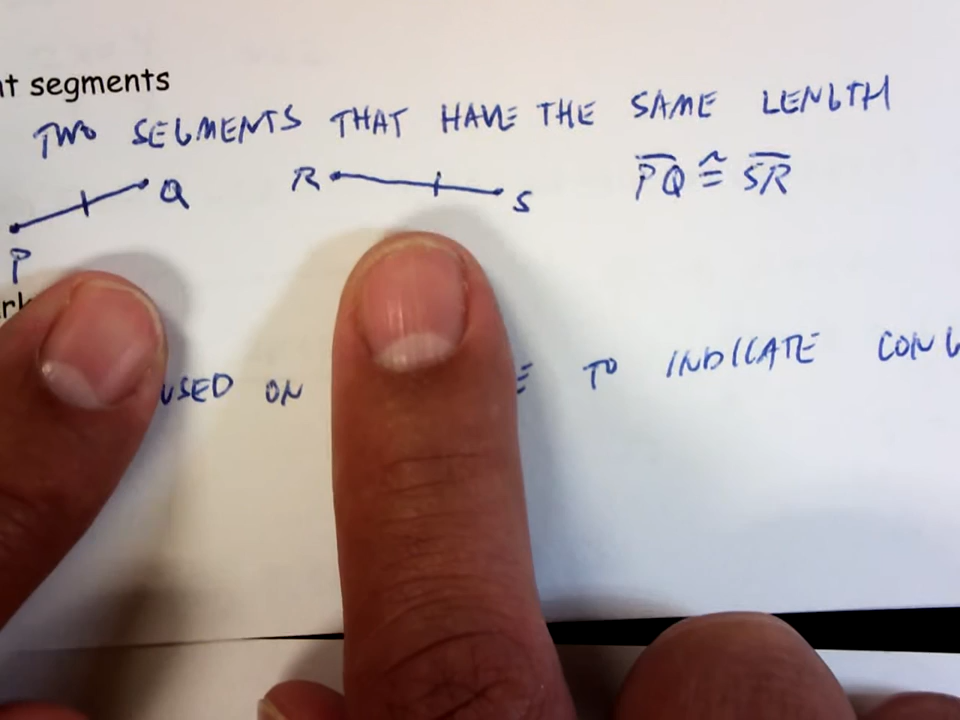 segments
TWO SEGMENTS THAT HAVE THE SAME LENGTH
P Q R S PQ ≅ SR
USED ON TO INDICATE